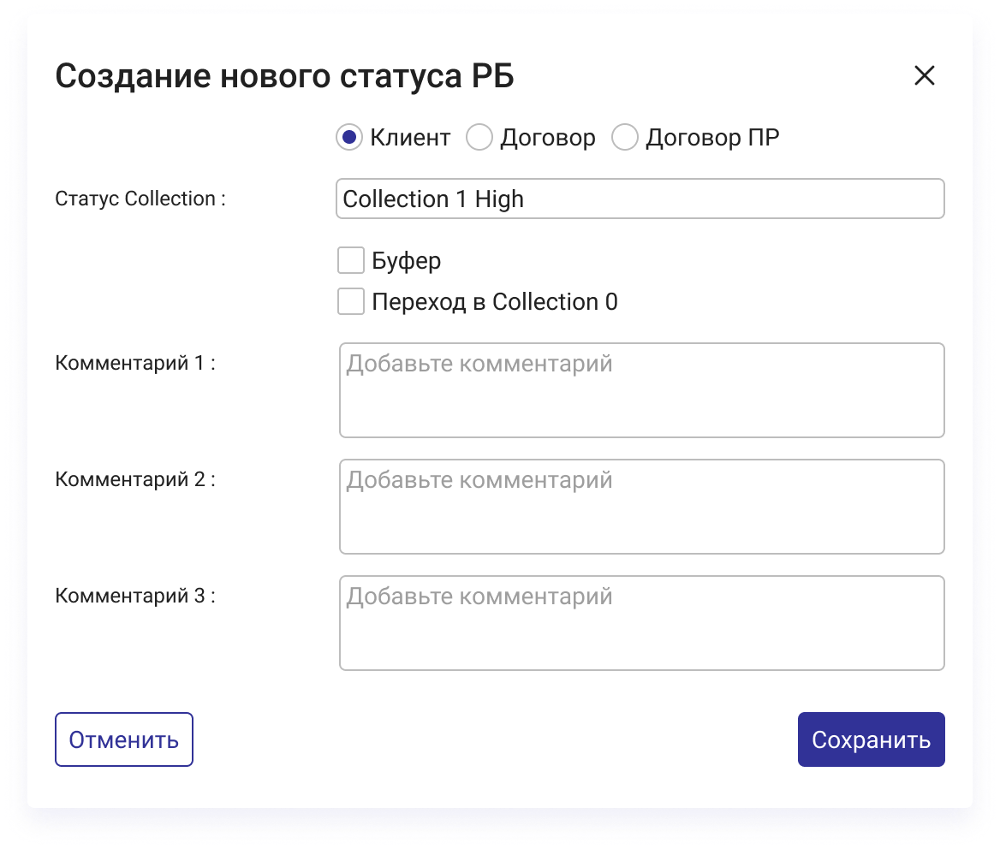 Создание нового статуса РБ
Клиент Договор Договор ПР
Статус Collection : Collection 1 High
Буфер
Переход в Collection 0
Комментарий 1 : Добавьте комментарий
Комментарий 2 : Добавьте комментарий
Комментарий 3 : Добавьте комментарий
Отменить Сохранить